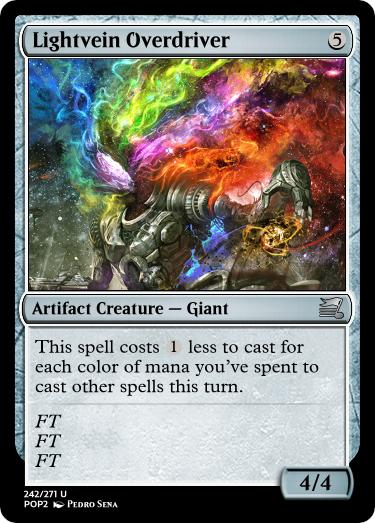 Lightvein Overdriver 5
Artifact Creature — Giant
This spell costs 1 less to cast for
each color of mana you've spent to
cast other spells this turn.
FT
FT
FT
4/4
242/271 U
POP2 Pedro Sena